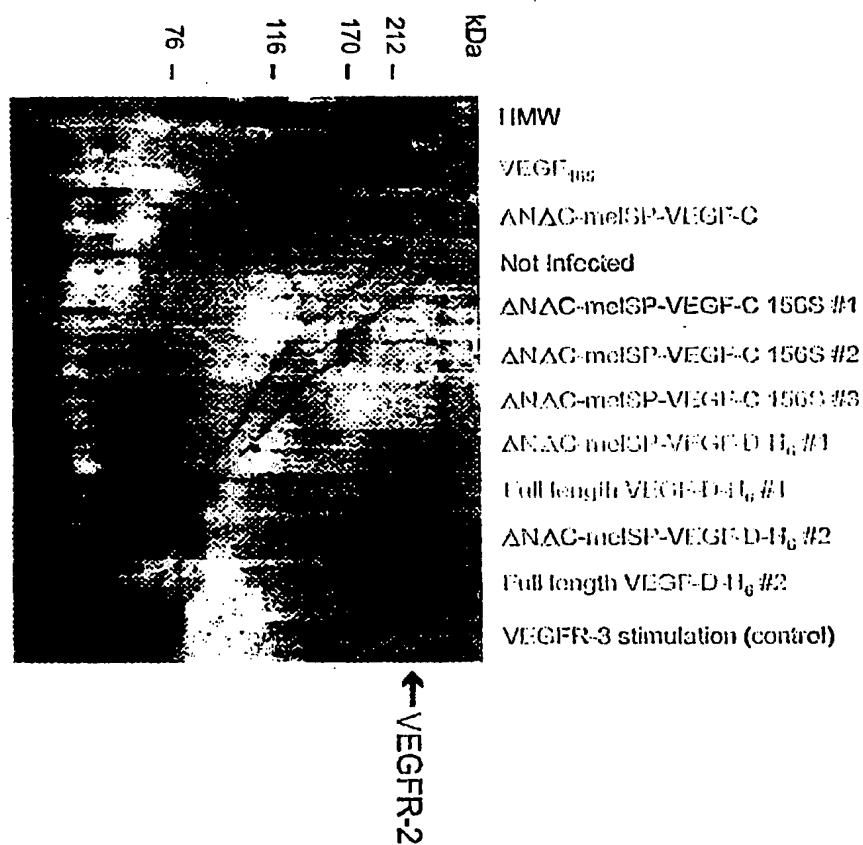 kDa
212 –
170 –
116 –
76 –
HMW
VEGF165
ΔNΔC-melSP-VEGF-C
Not Infected
ΔNΔC-melSP-VEGF-C 156S #1
ΔNΔC-melSP-VEGF-C 156S #2
ΔNΔC-melSP-VEGF-C 156S #3
ΔNΔC-melSP-VEGF-D-H6 #1
Full length VEGF-D-H6 #1
ΔNΔC-melSP-VEGF-D-H6 #2
Full length VEGF-D-H6 #2
VEGFR-3 stimulation (control)
← VEGFR-2